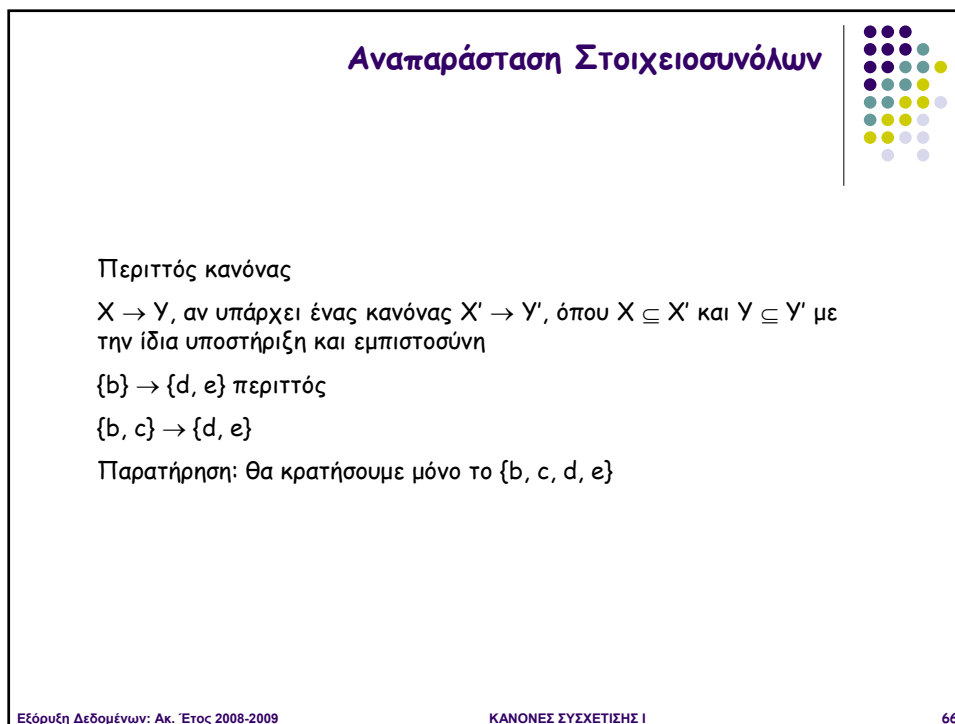 Αναπαράσταση Στοιχειοσυνόλων
Περιττός κανόνας
X → Y, αν υπάρχει ένας κανόνας X’ → Y’, όπου X ⊆ X’ και Y ⊆ Y’ με
την ίδια υποστήριξη και εμπιστοσύνη
{b} → {d, e} περιττός
{b, c} → {d, e}
Παρατήρηση: θα κρατήσουμε μόνο το {b, c, d, e}
Εξόρυξη Δεδομένων: Ακ. Έτος 2008-2009 ΚΑΝΟΝΕΣ ΣΥΣΧΕΤΙΣΗΣ I 66